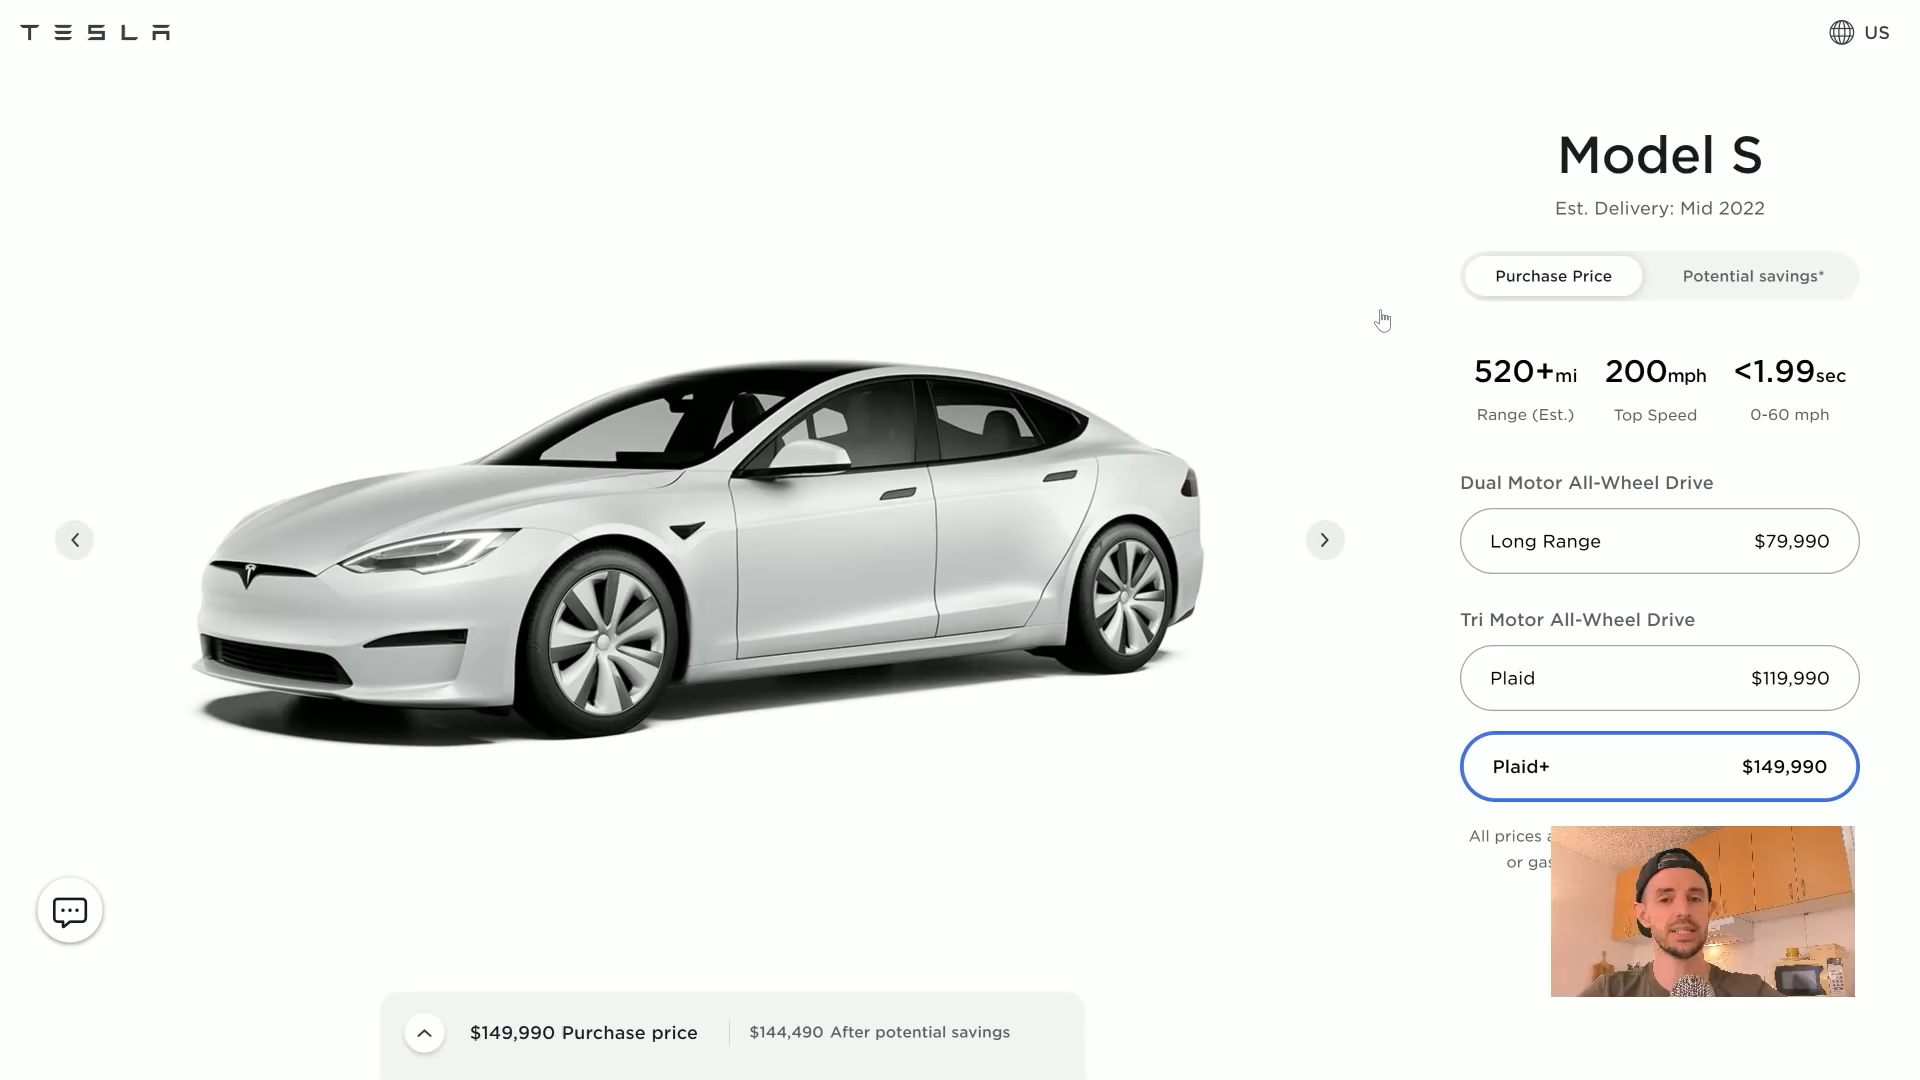 TESLA
US
Model S
Est. Delivery: Mid 2022
Purchase Price
Potential savings*
520+mi
200mph
<1.99sec
Range (Est.)
Top Speed
0-60 mph
Dual Motor All-Wheel Drive
Long Range
$79,990
Tri Motor All-Wheel Drive
Plaid
$119,990
Plaid+
$149,990
All prices
or
$149,990 Purchase price
$144,490 After potential savings